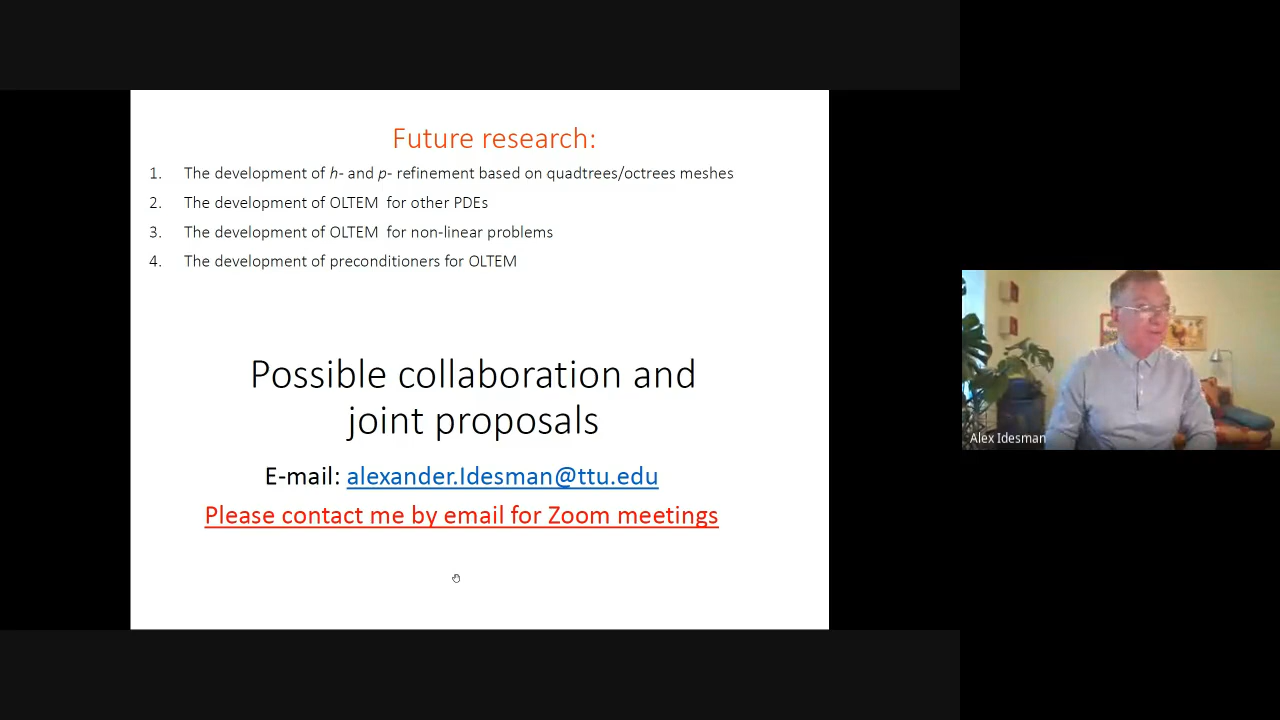 Future research:
1. The development of h- and p- refinement based on quadtrees/octrees meshes
2. The development of OLTEM for other PDEs
3. The development of OLTEM for non-linear problems
4. The development of preconditioners for OLTEM
Possible collaboration and
joint proposals
E-mail: alexander.Idesman@ttu.edu
Please contact me by email for Zoom meetings
Alex Idesman